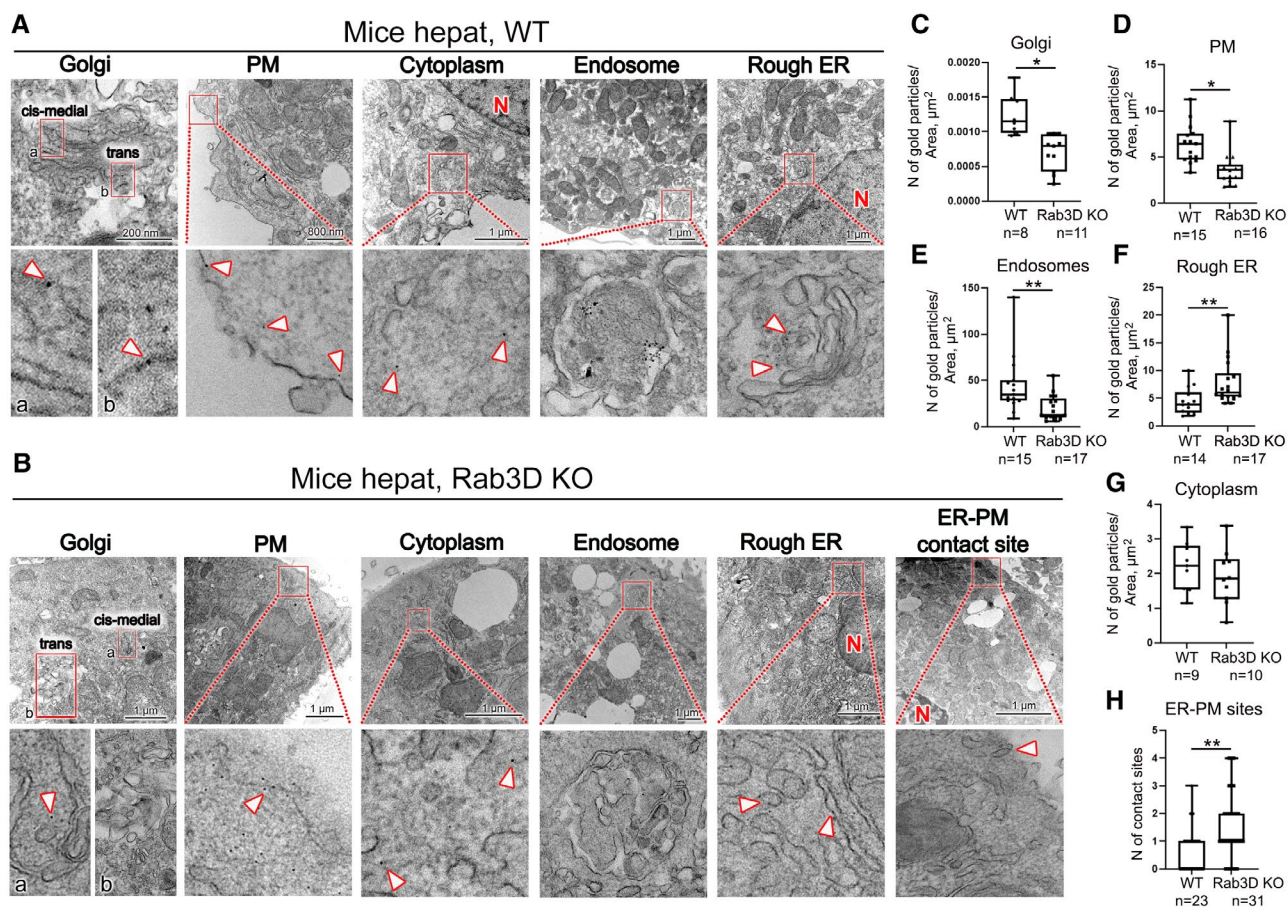 A
Mice hepat, WT
Golgi
PM
Cytoplasm
Endosome
Rough ER
cis-medial
a
trans
b
200 nm
800 nm
N
1 µm
1 µm
N
1 µm
a
b
B
Mice hepat, Rab3D KO
Golgi
PM
Cytoplasm
Endosome
Rough ER
ER-PM
contact site
cis-medial
a
trans
b
1 µm
1 µm
1 µm
1 µm
N
1 µm
N
1 µm
a
b
C
Golgi
N of gold particles/
Area, µm²
0.0020
0.0015
0.0010
0.0005
0.0000
*
WT
Rab3D KO
n=8
n=11
D
PM
N of gold particles/
Area, µm²
15
10
5
0
*
WT
Rab3D KO
n=15
n=16
E
Endosomes
N of gold particles/
Area, µm²
150
100
50
0
**
WT
Rab3D KO
n=15
n=17
F
Rough ER
N of gold particles/
Area, µm²
25
20
15
10
5
0
**
WT
Rab3D KO
n=14
n=17
G
Cytoplasm
N of gold particles/
Area, µm²
4
3
2
1
0
WT
Rab3D KO
n=9
n=10
H
ER-PM sites
N of contact sites
5
4
3
2
1
0
**
WT
Rab3D KO
n=23
n=31